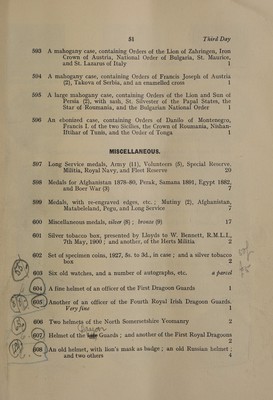 51 Third Day
593 A mahogany case, containing Orders of the Lion of Zahringen, Iron
Crown of Austria, National Order of Bulgaria, St. Maurice,
and St. Lazarus of Italy 1
594 A mahogany case, containing Orders of Francis Joseph of Austria
(2), Takova of Serbia, and an enamelled cross 1
595 A large mahogany case, containing Orders of the Lion and Sun of
Persia (2), with sash, St. Silvester of the Papal States, the
Star of Roumania, and the Bulgarian National Order 1
596 An ebonized case, containing Orders of Danilo of Montenegro,
Francis I. of the two Sicilies, the Crown of Roumania, Nishan-
Iftihar of Tunis, and the Order of Tonga 1
MISCELLANEOUS.
597 Long Service medals, Army (11), Volunteers (5), Special Reserve,
Militia, Royal Navy, and Fleet Reserve 20
598 Medals for Afghanistan 1878-80, Perak, Samana 1891, Egypt 1882,
and Boer War (3) 7
599 Medals, with re-engraved edges, etc. ; Mutiny (2), Afghanistan,
Matabeleland, Pegu, and Long Service 7
600 Miscellaneous medals, silver (8) ; bronze (9) 17
601 Silver tobacco box, presented by Lloyds to W. Bennett, R.M.L.I.,
7th May, 1909 ; and another, of the Herts Militia 2
602 Set of specimen coins, 1927, 5s. to 3d., in case ; and a silver tobacco
box 2
603 Six old watches, and a number of autographs, etc. a parcel
604 A fine helmet of an officer of the First Dragoon Guards 1
605 Another of an officer of the Fourth Royal Irish Dragoon Guards.
Very fine 1
606 Two helmets of the North Somersetshire Yeomanry 2
607 Helmet of the Guards ; and another of the First Royal Dragoons
2
608 An old helmet, with lion's mask as badge ; an old Russian helmet ;
and two others 4